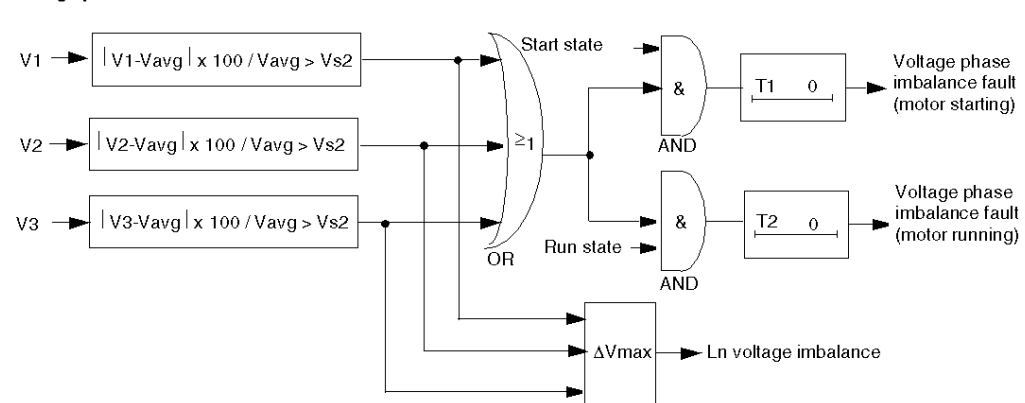 V1
| V1-Vavg | x 100 / Vavg > Vs2
V2
| V2-Vavg | x 100 / Vavg > Vs2
V3
| V3-Vavg | x 100 / Vavg > Vs2
≥1
OR
Start state
&
AND
T1 0
Voltage phase
imbalance fault
(motor starting)
Run state
&
AND
T2 0
Voltage phase
imbalance fault
(motor running)
ΔVmax
Ln voltage imbalance